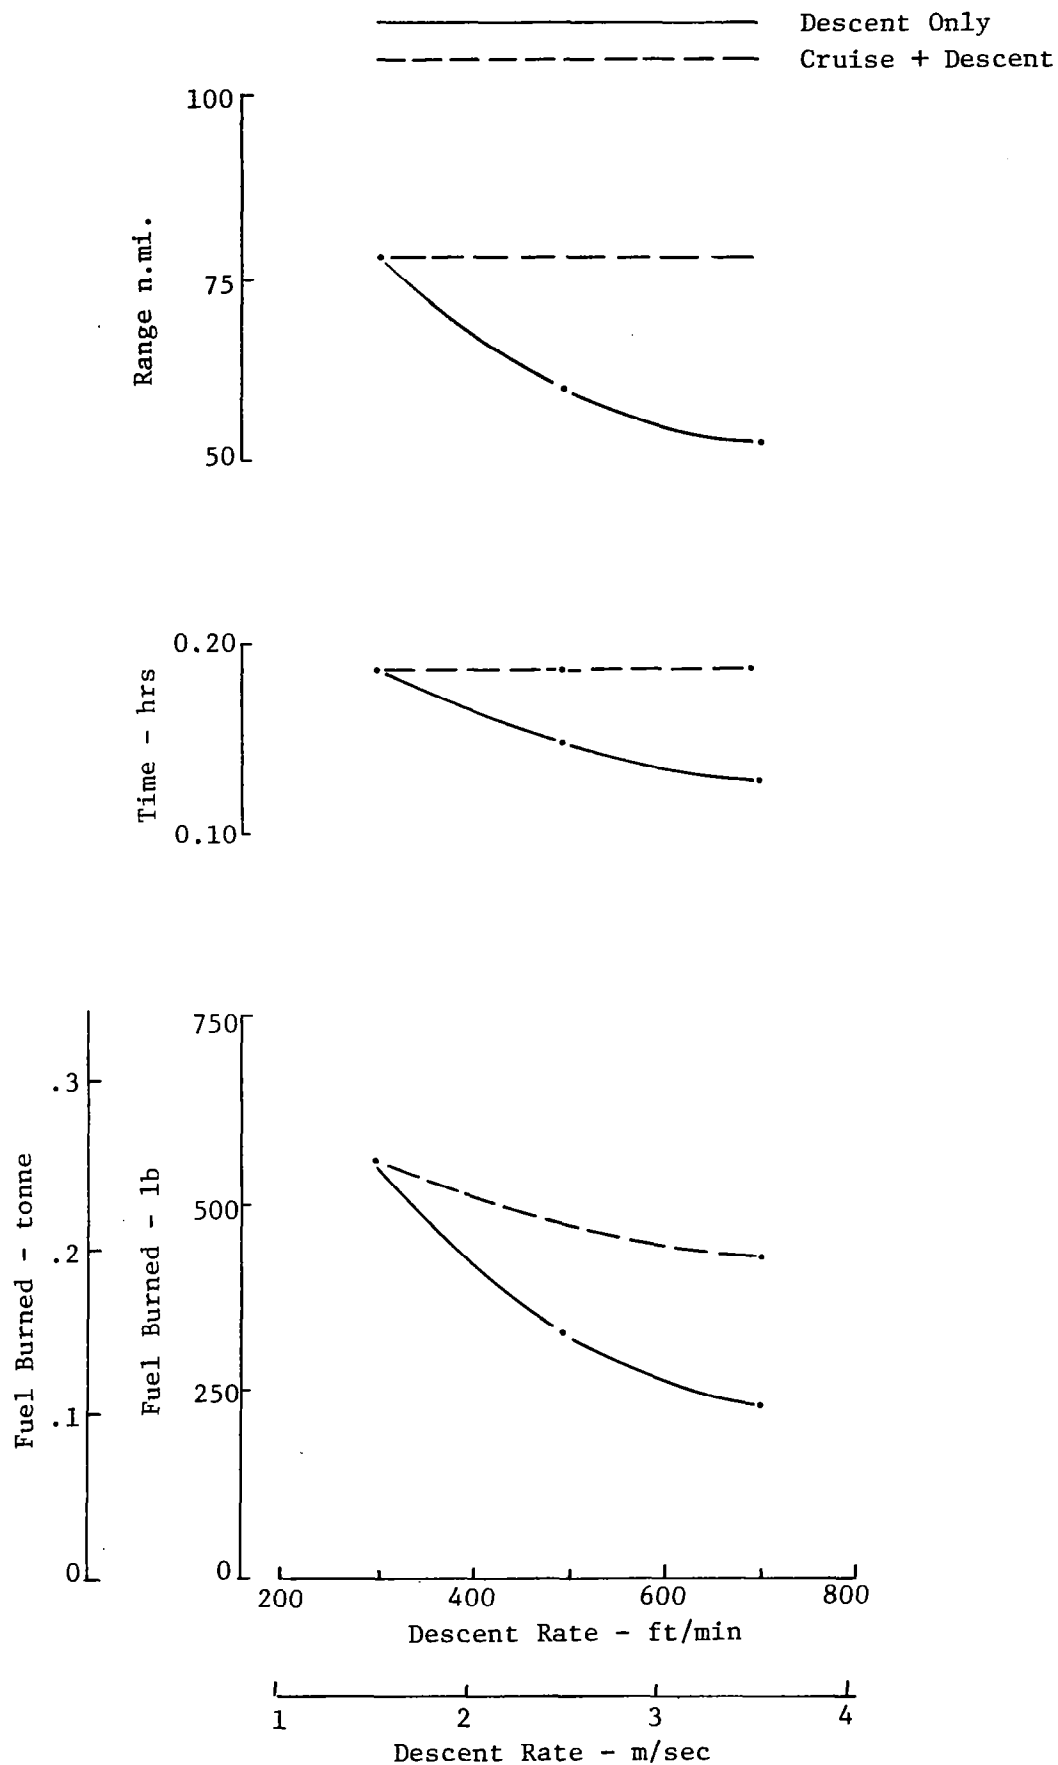 Descent Only
Cruise + Descent
100
75
50
Range n.mi.
0.20
0.10
Time - hrs
.3
.2
.1
0
Fuel Burned - tonne
750
500
250
0
Fuel Burned - lb
200 400 600 800
Descent Rate - ft/min
1 2 3 4
Descent Rate - m/sec